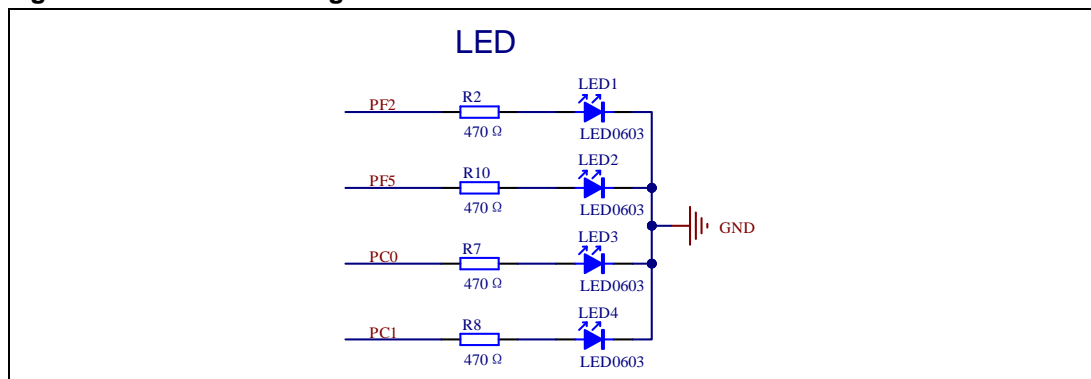 LED
LED1
PF2
R2
470 Ω
LED0603
LED2
PF5
R10
470 Ω
LED0603
GND
LED3
PC0
R7
470 Ω
LED0603
LED4
PC1
R8
470 Ω
LED0603